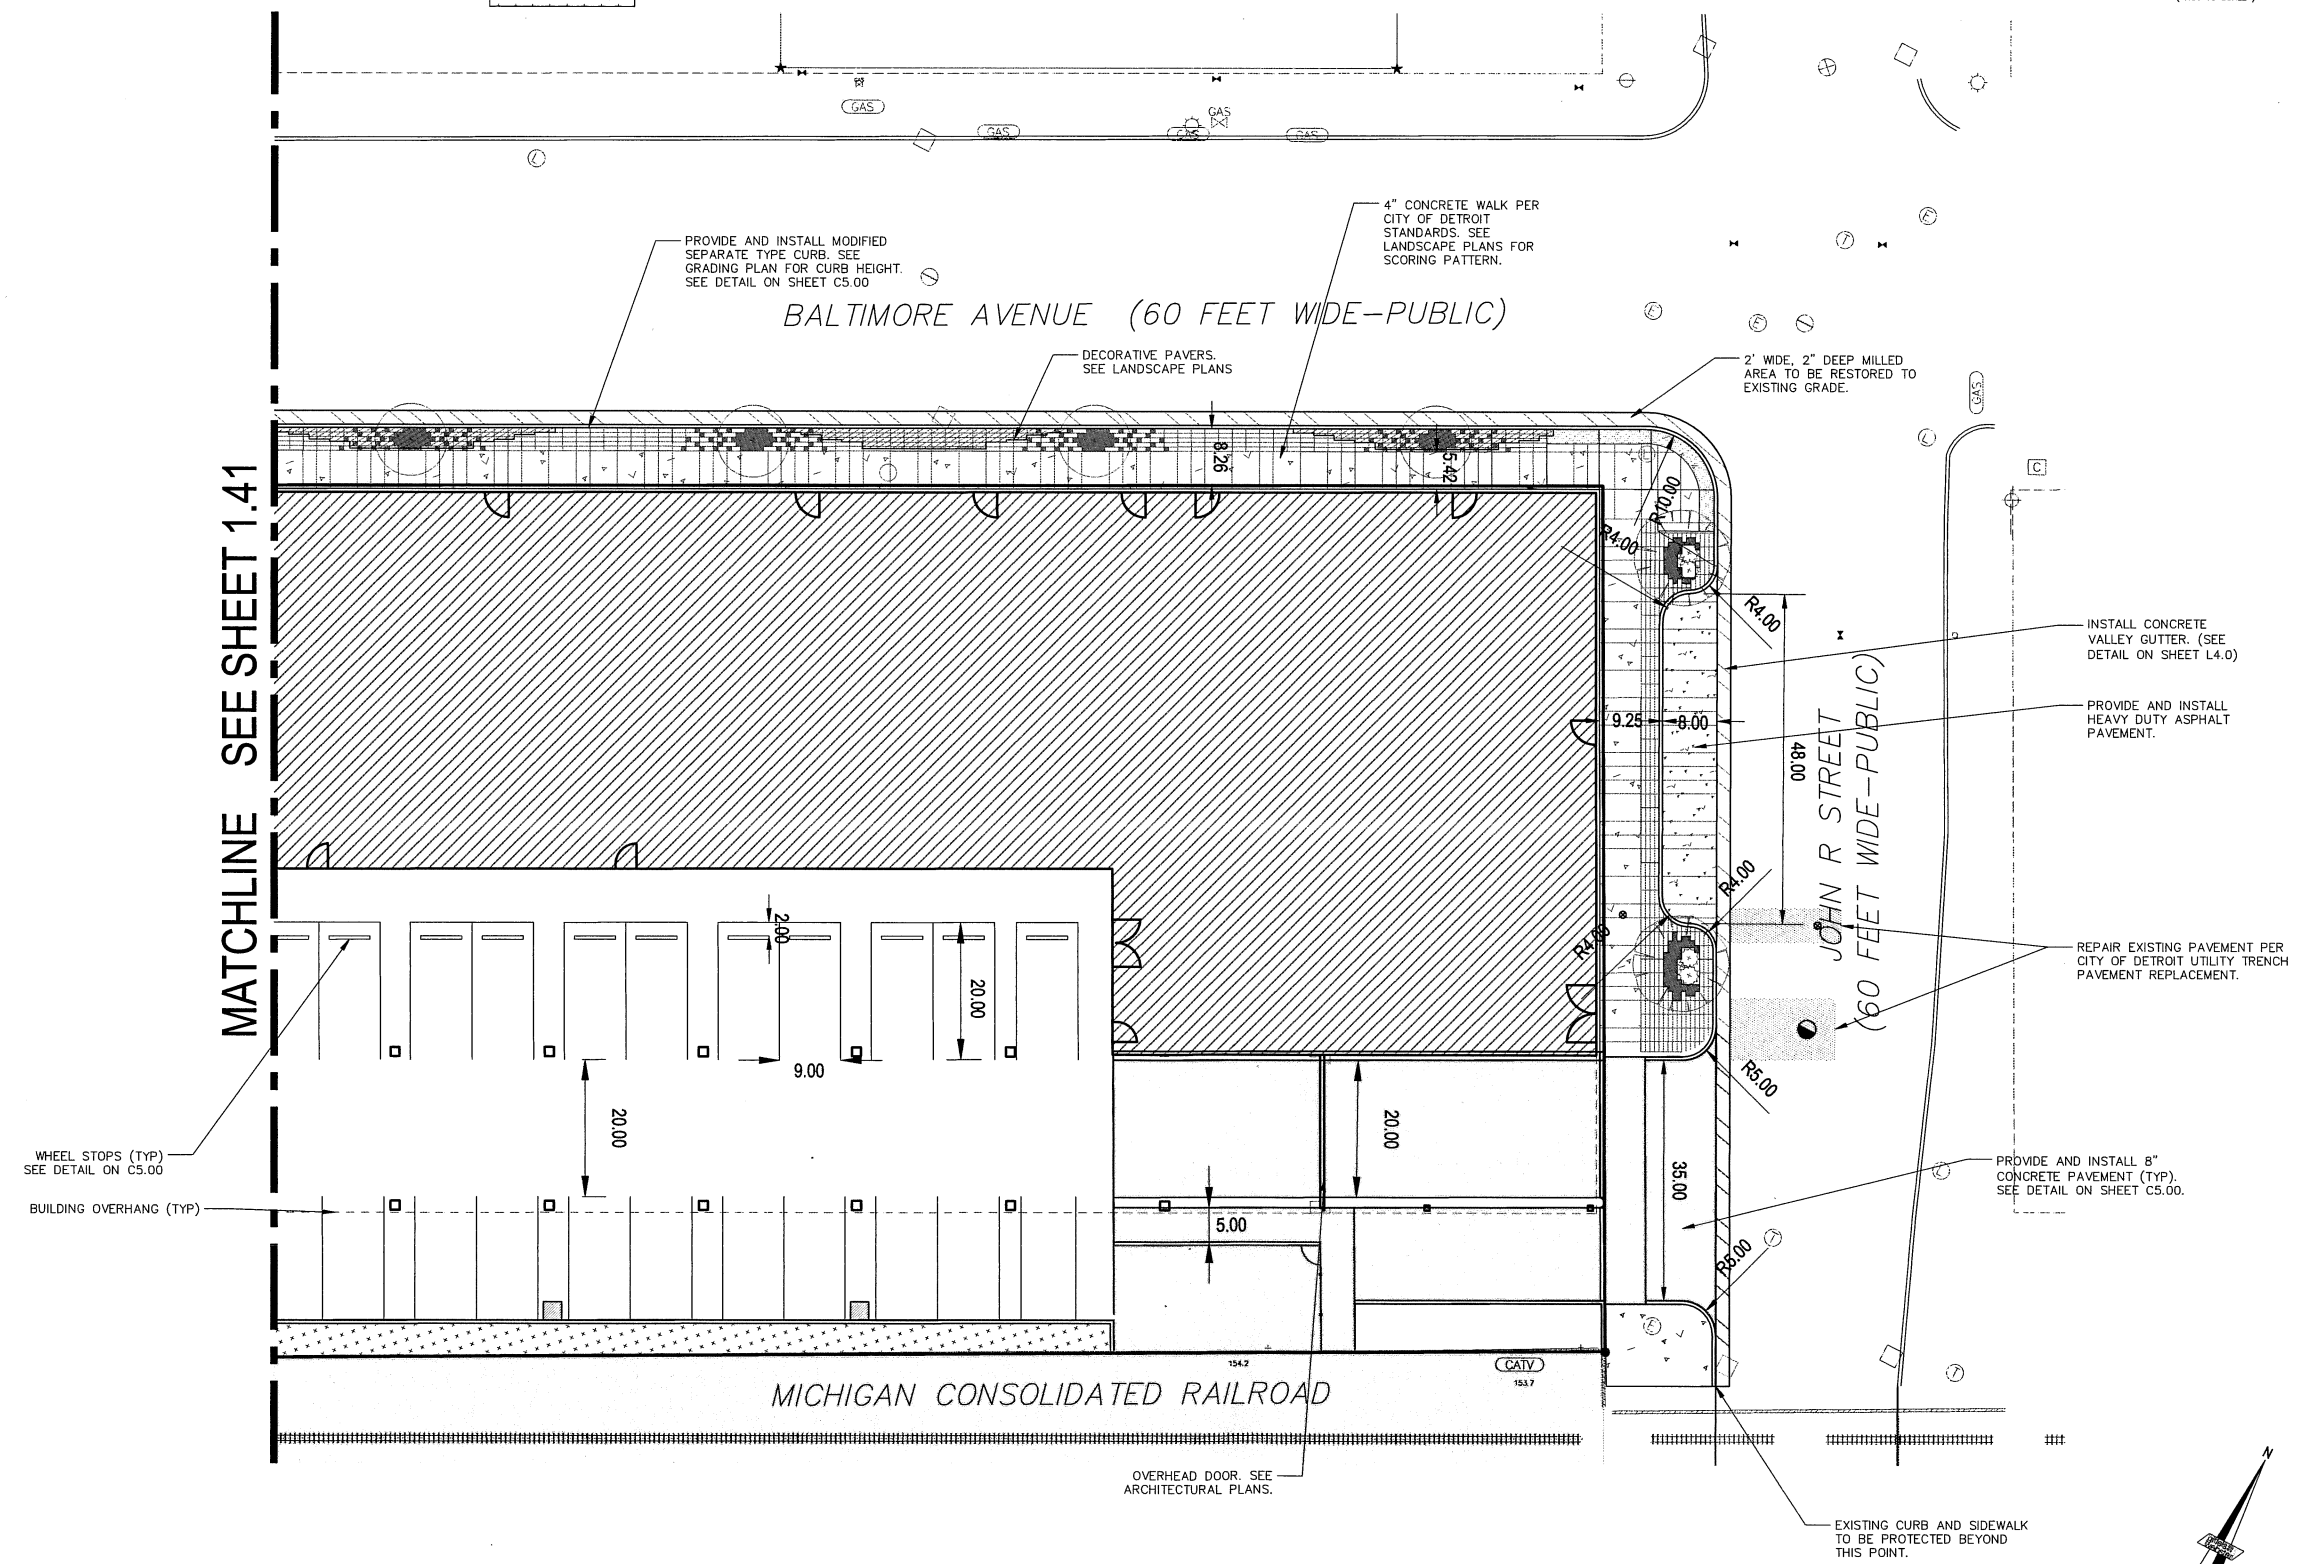 GAS
GAS
GAS
GAS
GAS
L
4" CONCRETE WALK PER
CITY OF DETROIT
STANDARDS. SEE
LANDSCAPE PLANS FOR
SCORING PATTERN.
PROVIDE AND INSTALL MODIFIED
SEPARATE TYPE CURB. SEE
GRADING PLAN FOR CURB HEIGHT.
SEE DETAIL ON SHEET C5.00
E
T
BALTIMORE AVENUE (60 FEET WIDE-PUBLIC)
E
E
DECORATIVE PAVERS.
SEE LANDSCAPE PLANS
2' WIDE, 2" DEEP MILLED
AREA TO BE RESTORED TO
EXISTING GRADE.
GAS
L
C
8.26
5.42
R10.00
R4.00
R4.00
MATCHLINE SEE SHEET 1.41
INSTALL CONCRETE
VALLEY GUTTER. (SEE
DETAIL ON SHEET L4.0)
PROVIDE AND INSTALL
HEAVY DUTY ASPHALT
PAVEMENT.
9.25
8.00
48.00
JOHN R STREET
(60 FEET WIDE-PUBLIC)
R4.00
R4.00
2.00
20.00
9.00
REPAIR EXISTING PAVEMENT PER
CITY OF DETROIT UTILITY TRENCH
PAVEMENT REPLACEMENT.
R5.00
20.00
20.00
35.00
WHEEL STOPS (TYP)
SEE DETAIL ON C5.00
BUILDING OVERHANG (TYP)
5.00
PROVIDE AND INSTALL 8"
CONCRETE PAVEMENT (TYP).
SEE DETAIL ON SHEET C5.00.
L
T
R5.00
E
154.2
CATV
153.7
T
MICHIGAN CONSOLIDATED RAILROAD
OVERHEAD DOOR. SEE
ARCHITECTURAL PLANS.
EXISTING CURB AND SIDEWALK
TO BE PROTECTED BEYOND
THIS POINT.
N